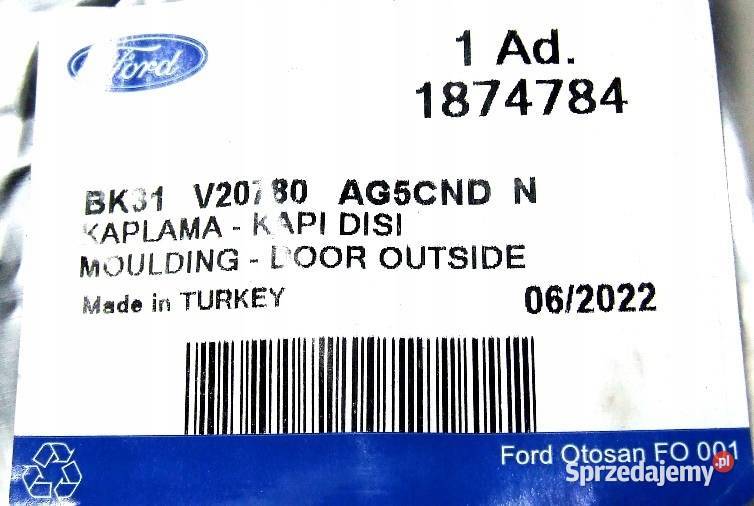 Ford
1 Ad.
1874784
BK31 V20780 AG5CND N
KAPLAMA - KAPI DISI
MOULDING - DOOR OUTSIDE
Made in TURKEY
06/2022
Ford Otosan FO 001
Sprzedajemy.pl